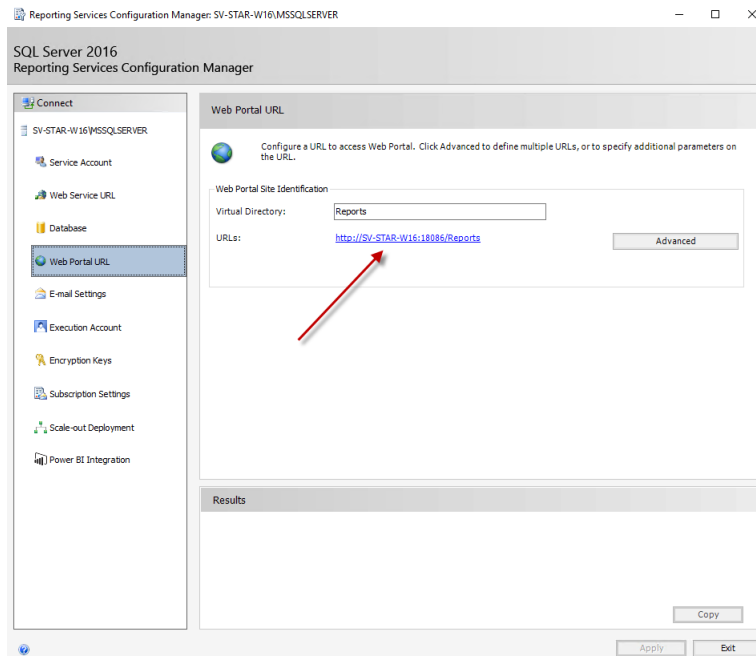 Reporting Services Configuration Manager: SV-STAR-W16\MSSQLSERVER
SQL Server 2016
Reporting Services Configuration Manager
Connect
SV-STAR-W16\MSSQLSERVER
Service Account
Web Service URL
Database
Web Portal URL
E-mail Settings
Execution Account
Encryption Keys
Subscription Settings
Scale-out Deployment
Power BI Integration
Web Portal URL
Configure a URL to access Web Portal. Click Advanced to define multiple URLs, or to specify additional parameters on
the URL.
Web Portal Site Identification
Virtual Directory: Reports
URLs: http://SV-STAR-W16:18086/Reports Advanced
Results
Copy
Apply Exit